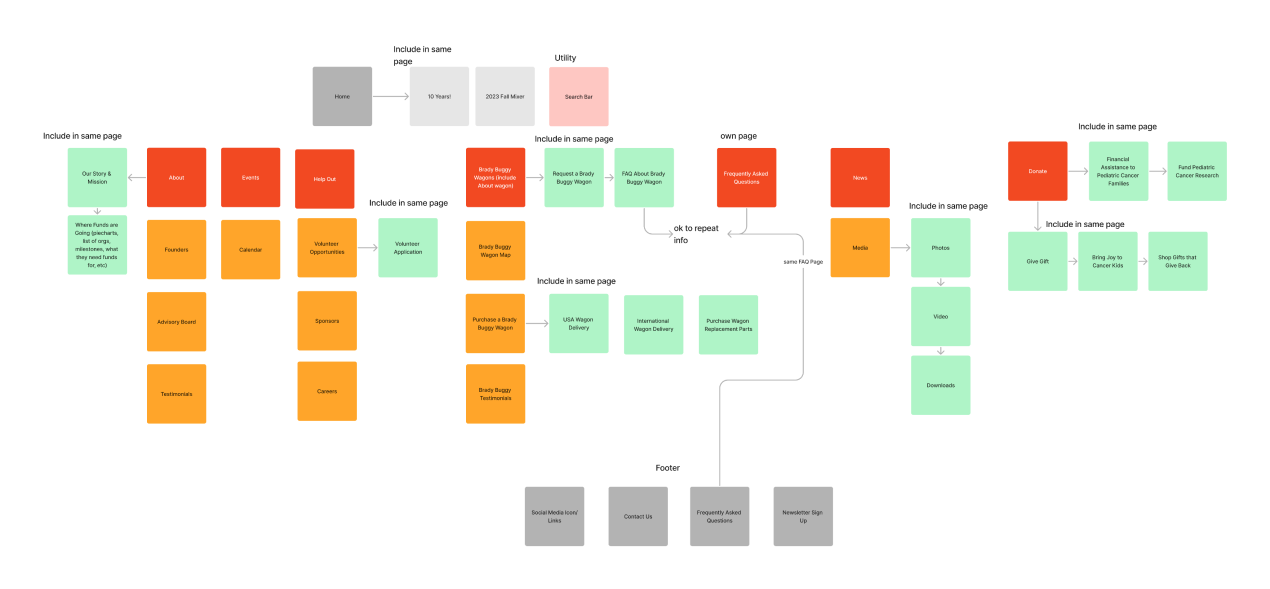 Include in same
page
Utility
Home
10 Years!
2023 Fall Mixer
Search Bar
Include in same page
Our Story &
Mission
About
Events
Help Out
Where Funds are
Going (piecharts,
list of orgs,
milestones, what
they need funds
for, etc)
Founders
Calendar
Include in same page
Volunteer
Opportunities
Volunteer
Application
Advisory Board
Sponsors
Testimonials
Careers
Include in same page
Brady Buggy
Wagons (include
About wagon)
Request a Brady
Buggy Wagon
FAQ About Brady
Buggy Wagon
own page
Frequently Asked
Questions
ok to repeat
info
same FAQ Page
Brady Buggy
Wagon Map
Include in same page
Purchase a Brady
Buggy Wagon
USA Wagon
Delivery
International
Wagon Delivery
Purchase Wagon
Replacement Parts
Brady Buggy
Testimonials
News
Include in same page
Media
Photos
Video
Downloads
Include in same page
Donate
Financial
Assistance to
Pediatric Cancer
Families
Fund Pediatric
Cancer Research
Include in same page
Give Gift
Bring Joy to
Cancer Kids
Shop Gifts that
Give Back
Footer
Social Media Icon/
Links
Contact Us
Frequently Asked
Questions
Newsletter Sign
Up